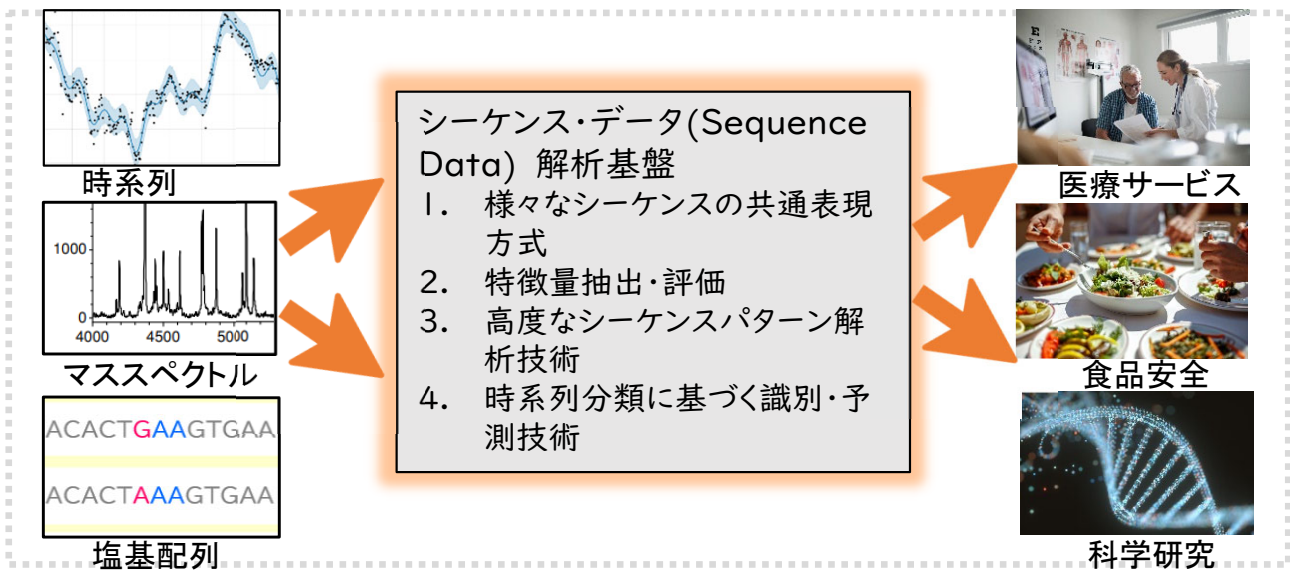 時系列
1000
0
4000 4500 5000
マススペクトル
ACACTGAAGTGAA
ACACTAAAGTGAA
塩基配列
シーケンス・データ(Sequence
Data) 解析基盤
1. 様々なシーケンスの共通表現
方式
2. 特徴量抽出・評価
3. 高度なシーケンスパターン解
析技術
4. 時系列分類に基づく識別・予
測技術
医療サービス
食品安全
科学研究